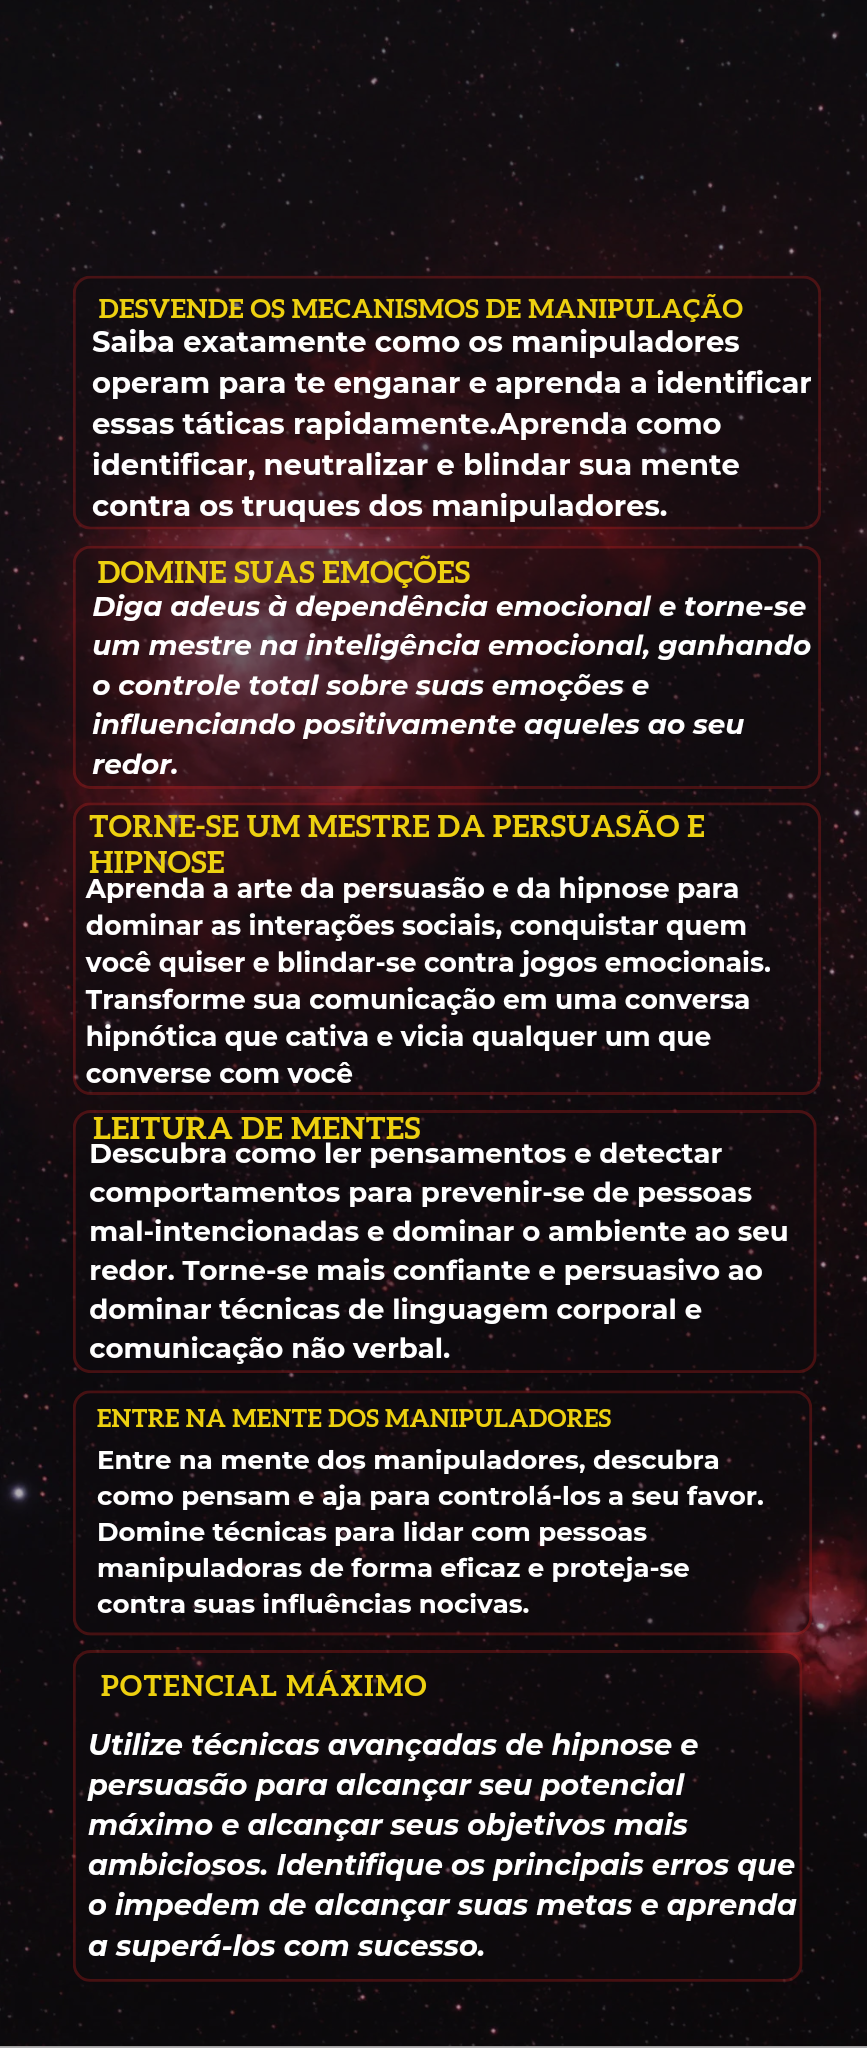 DESVENDE OS MECANISMOS DE MANIPULAÇÃO
Saiba exatamente como os manipuladores
operam para te enganar e aprenda a identificar
essas táticas rapidamente.Aprenda como
identificar, neutralizar e blindar sua mente
contra os truques dos manipuladores.
DOMINE SUAS EMOÇÕES
Diga adeus à dependência emocional e torne-se
um mestre na inteligência emocional, ganhando
o controle total sobre suas emoções e
influenciando positivamente aqueles ao seu
redor.
TORNE-SE UM MESTRE DA PERSUASÃO E
HIPNOSE
Aprenda a arte da persuasão e da hipnose para
dominar as interações sociais, conquistar quem
você quiser e blindar-se contra jogos emocionais.
Transforme sua comunicação em uma conversa
hipnótica que cativa e vicia qualquer um que
converse com você
LEITURA DE MENTES
Descubra como ler pensamentos e detectar
comportamentos para prevenir-se de pessoas
mal-intencionadas e dominar o ambiente ao seu
redor. Torne-se mais confiante e persuasivo ao
dominar técnicas de linguagem corporal e
comunicação não verbal.
ENTRE NA MENTE DOS MANIPULADORES
Entre na mente dos manipuladores, descubra
como pensam e aja para controlá-los a seu favor.
Domine técnicas para lidar com pessoas
manipuladoras de forma eficaz e proteja-se
contra suas influências nocivas.
POTENCIAL MÁXIMO
Utilize técnicas avançadas de hipnose e
persuasão para alcançar seu potencial
máximo e alcançar seus objetivos mais
ambiciosos. Identifique os principais erros que
o impedem de alcançar suas metas e aprenda
a superá-los com sucesso.